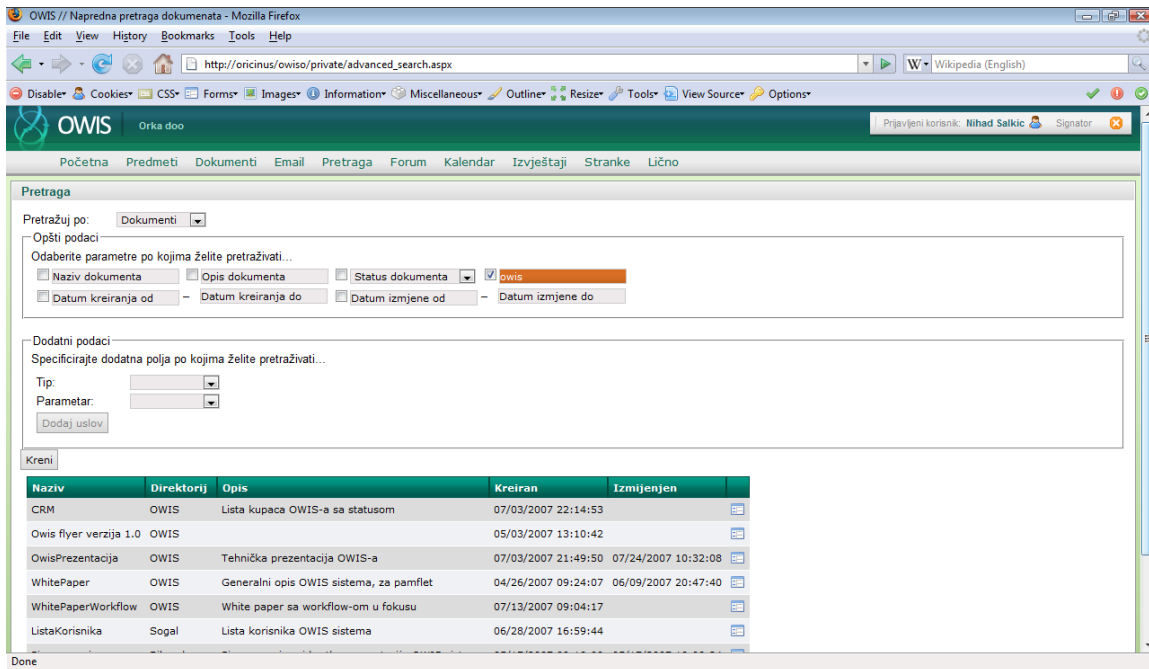 OWIS // Napredna pretraga dokumenata - Mozilla Firefox
File Edit View History Bookmarks Tools Help
http://oricinus/owiso/private/advanced_search.aspx
W Wikipedia (English)
Disable Cookies CSS Forms Images Information Miscellaneous Outline Resize Tools View Source Options
OWIS Orka doo
Prijavljeni korisnik: Nihad Salkic Signator
Početna Predmeti Dokumenti Email Pretraga Forum Kalendar Izvještaji Stranke Lično
Pretraga
Pretražuj po: Dokumenti
Opšti podaci
Odaberite parametre po kojima želite pretraživati...
Naziv dokumenta Opis dokumenta Status dokumenta owis
Datum kreiranja od – Datum kreiranja do Datum izmjene od – Datum izmjene do
Dodatni podaci
Specificirajte dodatna polja po kojima želite pretraživati...
Tip:
Parametar:
Dodaj uslov
Kreni
Naziv Direktorij Opis Kreiran Izmijenjen
CRM OWIS Lista kupaca OWIS-a sa statusom 07/03/2007 22:14:53
Owis flyer verzija 1.0 OWIS 05/03/2007 13:10:42
OwisPrezentacija OWIS Tehnička prezentacija OWIS-a 07/03/2007 21:49:50 07/24/2007 10:32:08
WhitePaper OWIS Generalni opis OWIS sistema, za pamflet 04/26/2007 09:24:07 06/09/2007 20:47:40
WhitePaperWorkflow OWIS White paper sa workflow-om u fokusu 07/13/2007 09:04:17
ListaKorisnika Sogal Lista korisnika OWIS sistema 06/28/2007 16:59:44
Done